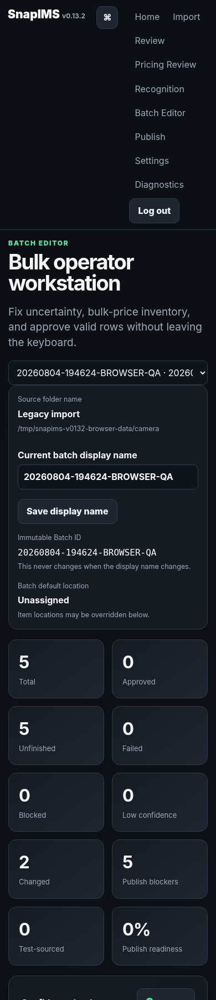 SnapIMS v0.13.2 ⌘ Home Import
Review
Pricing Review
Recognition
Batch Editor
Publish
Settings
Diagnostics
Log out
BATCH EDITOR
Bulk operator
workstation
Fix uncertainty, bulk-price inventory,
and approve valid rows without leaving
the keyboard.
20260804-194624-BROWSER-QA · 2026
Source folder name
Legacy import
/tmp/snapims-v0132-browser-data/camera
Current batch display name
20260804-194624-BROWSER-QA
Save display name
Immutable Batch ID
20260804-194624-BROWSER-QA
This never changes when the display name changes.
Batch default location
Unassigned
Item locations may be overridden below.
5 0
Total Approved
5 0
Unfinished Failed
0 0
Blocked Low confidence
2 5
Changed Publish blockers
0 0%
Test-sourced Publish readiness